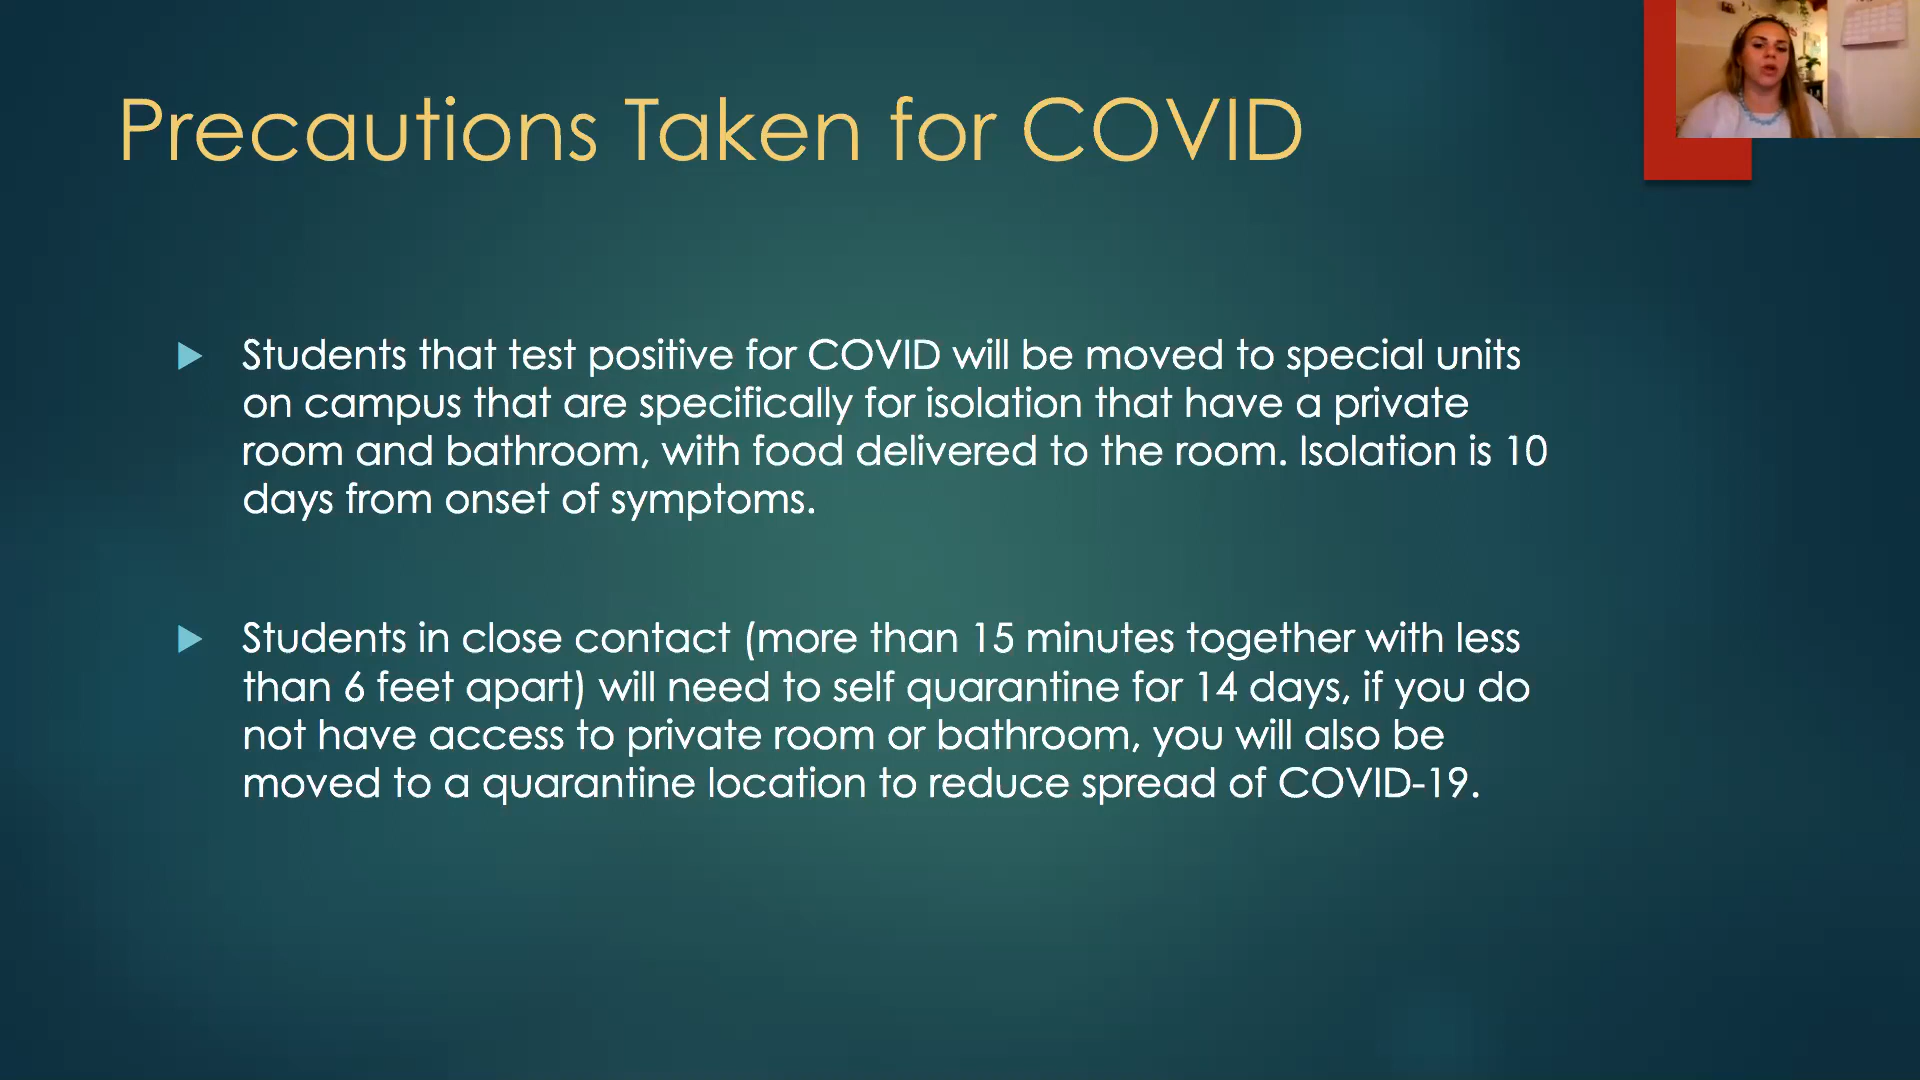 Precautions Taken for COVID
Students that test positive for COVID will be moved to special units
on campus that are specifically for isolation that have a private
room and bathroom, with food delivered to the room. Isolation is 10
days from onset of symptoms.
Students in close contact (more than 15 minutes together with less
than 6 feet apart) will need to self quarantine for 14 days, if you do
not have access to private room or bathroom, you will also be
moved to a quarantine location to reduce spread of COVID-19.